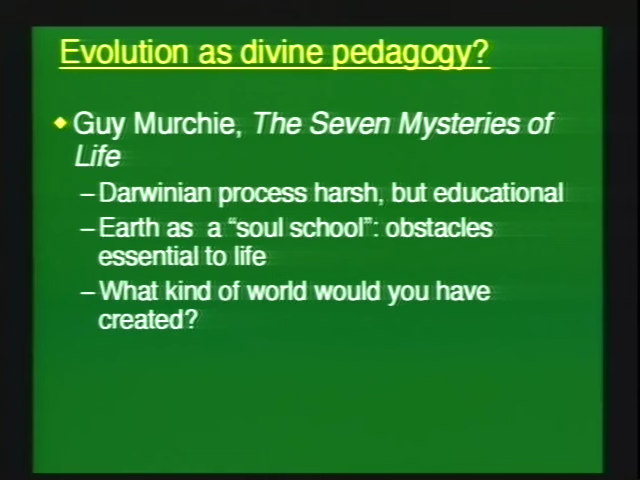 Evolution as divine pedagogy?
Guy Murchie, The Seven Mysteries of
Life
–Darwinian process harsh, but educational
–Earth as a “soul school”: obstacles
essential to life
–What kind of world would you have
created?